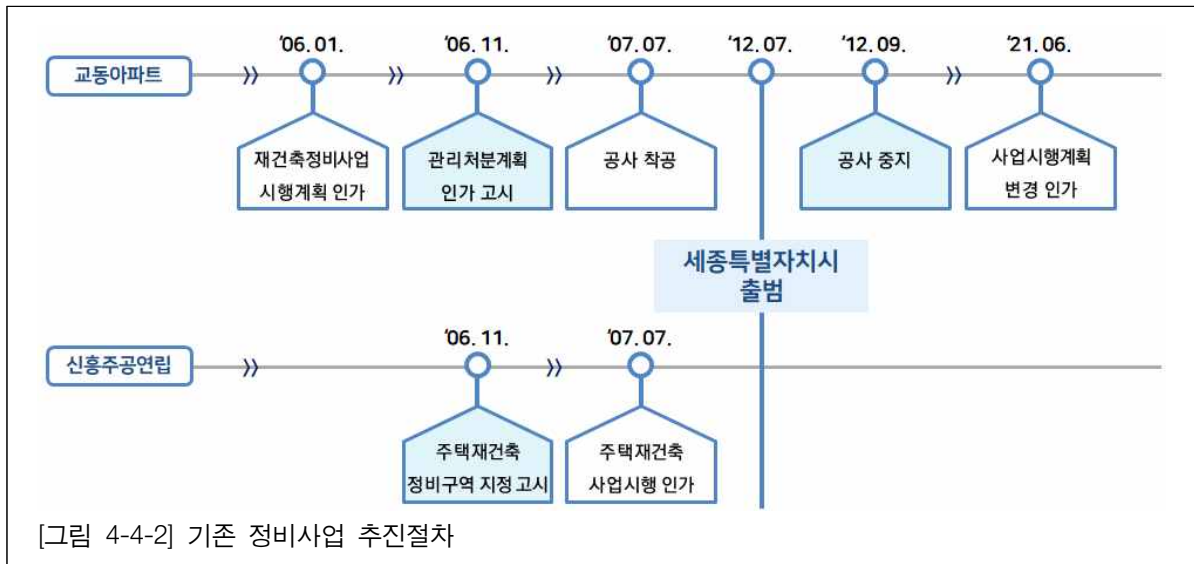 '06. 01.
'06. 11.
'07. 07.
'12. 07.
'12. 09.
'21. 06.
교동아파트
재건축정비사업
시행계획 인가
관리처분계획
인가 고시
공사 착공
공사 중지
사업시행계획
변경 인가
세종특별자치시
출범
'06. 11.
'07. 07.
신흥주공연립
주택재건축
정비구역 지정 고시
주택재건축
사업시행 인가
[그림 4-4-2] 기존 정비사업 추진절차